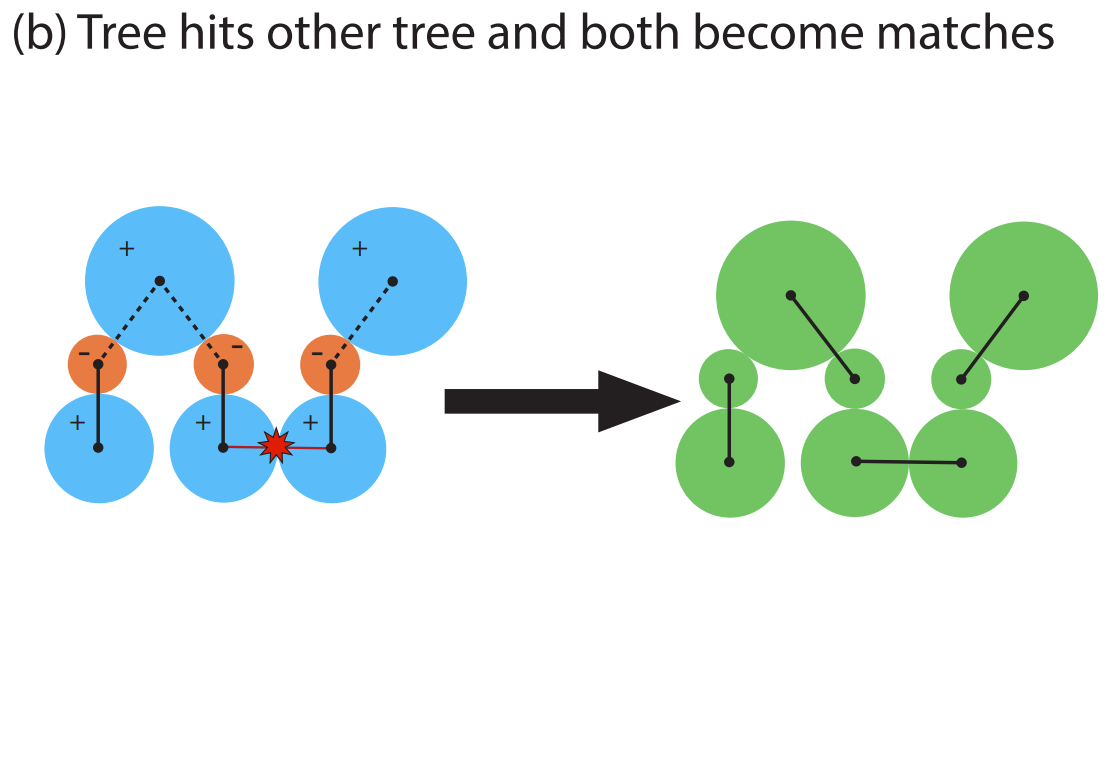 (b) Tree hits other tree and both become matches
+ +
- - -
+ + +